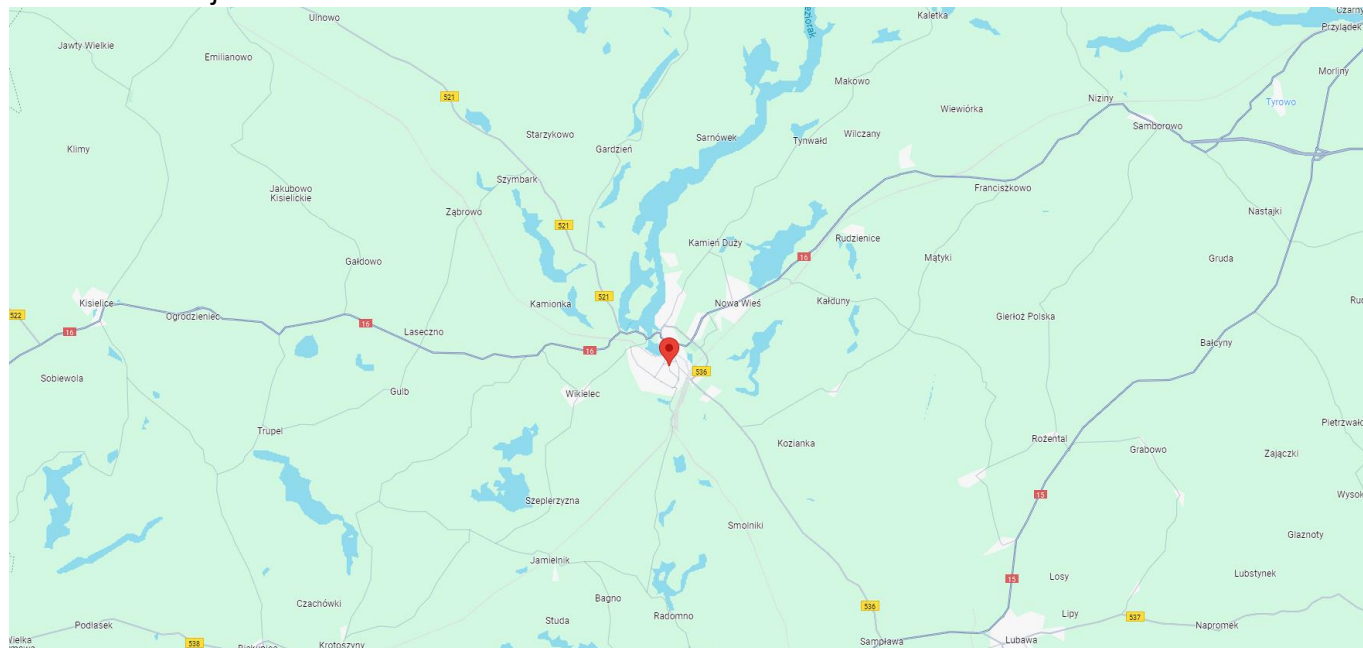 j
Ulnowo
Kaletka
Czarny
Przylądek
Jawty Wielkie
Emilianowo
Jeziorak
Makowo
Morliny
521
Niziny
Tyrowo
Wiewiórka
Samborowo
Starzykowo
Sarnówek
Wilczany
Tynwałd
Klimy
Gardzień
Szymbark
Jakubowo
Kisielickie
Franciszkowo
Ząbrowo
Nastajki
521
Rudzienice
Kamień Duży
16
Mątyki
Gruda
Gałdowo
Kisielice
Kamionka
521
Nowa Wieś
Kałduny
522
Ogrodzieniec
Gierłoż Polska
16
16
Laseczno
16
Bałcyny
536
Sobiewola
Gulb
Wikielec
Trupel
Pietrzwałd
Kozianka
Rożental
Grabowo
Zajączki
15
Szeplerzyzna
Smolniki
Glaznoty
Jamielnik
Losy
15
Lubstynek
Czachówki
Bagno
536
Lipy
537
Podlasek
Studa
Radomno
Napromek
538
Krotoszyny
Sampława
Lubawa